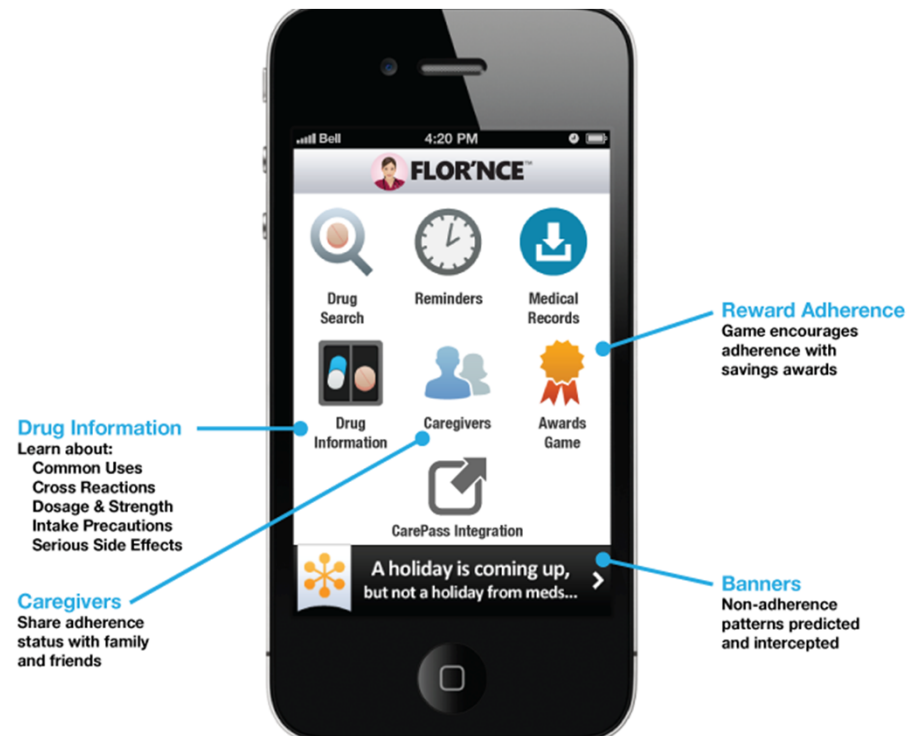 Bell 4:20 PM
FLOR'NCE™
Drug
Search
Reminders
Medical
Records
Drug
Information
Caregivers
Awards
Game
CarePass Integration
A holiday is coming up,
but not a holiday from meds...
Drug Information
Learn about:
Common Uses
Cross Reactions
Dosage & Strength
Intake Precautions
Serious Side Effects
Caregivers
Share adherence
status with family
and friends
Reward Adherence
Game encourages
adherence with
savings awards
Banners
Non-adherence
patterns predicted
and intercepted